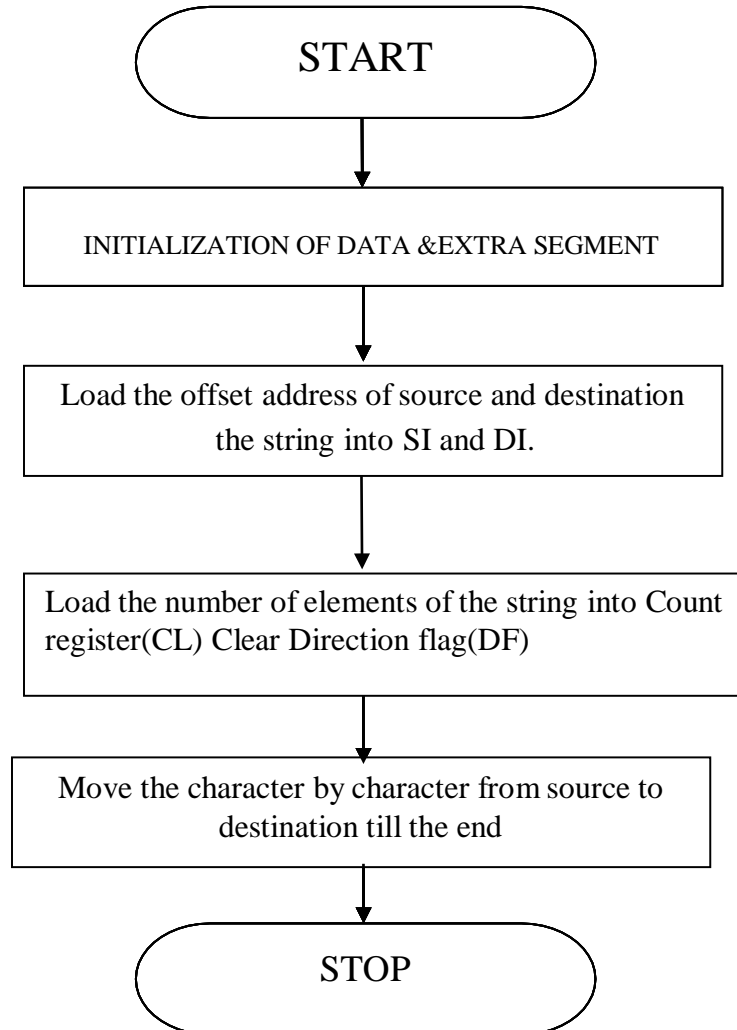 START
INITIALIZATION OF DATA &EXTRA SEGMENT
Load the offset address of source and destination
the string into SI and DI.
Load the number of elements of the string into Count
register(CL) Clear Direction flag(DF)
Move the character by character from source to
destination till the end
STOP